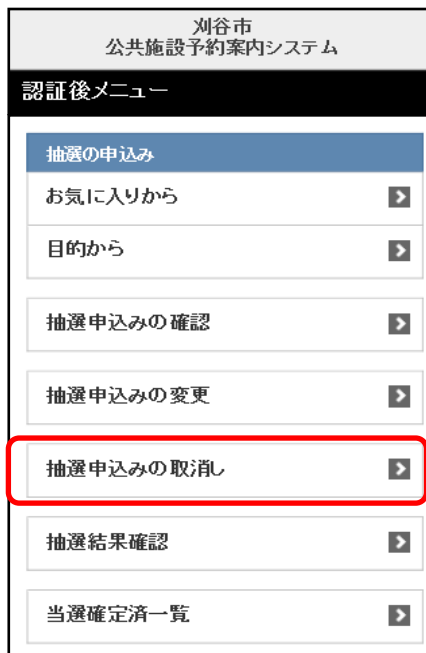 刈谷市
公共施設予約案内システム
認証後メニュー
抽選の申込み
お気に入りから
目的から
抽選申込みの確認
抽選申込みの変更
抽選申込みの取消し
抽選結果確認
当選確定済一覧